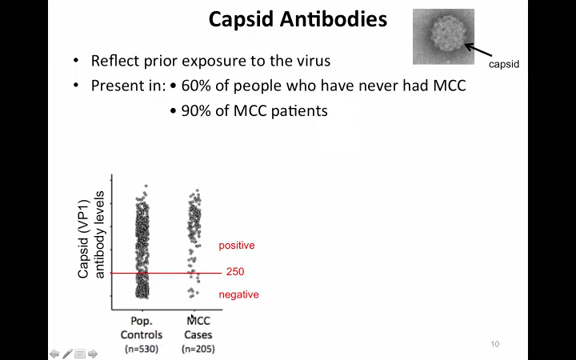 Capsid Antibodies
capsid
• Reflect prior exposure to the virus
• Present in: • 60% of people who have never had MCC
• 90% of MCC patients
Capsid (VP1)
antibody levels
positive
250
negative
Pop.
Controls
(n=530)
MCC
Cases
(n=205)
10